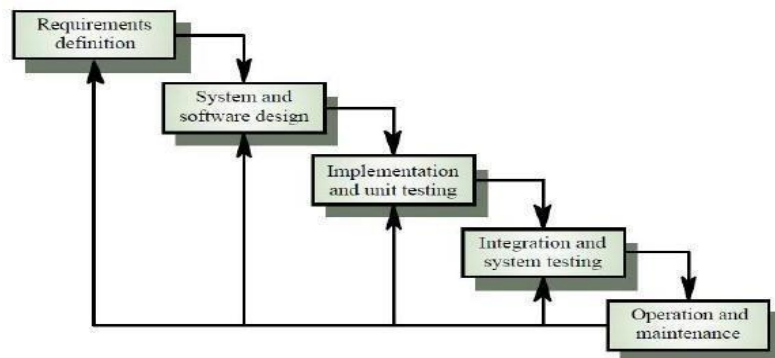 Requirements
definition
System and
software design
Implementation
and unit testing
Integration and
system testing
Operation and
maintenance